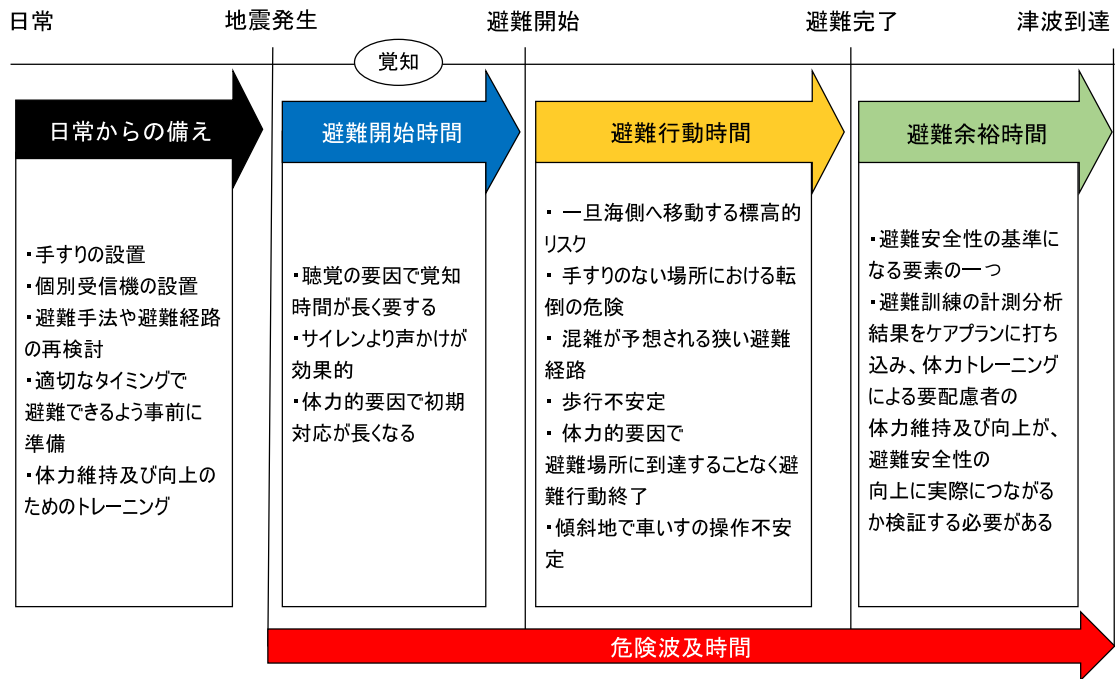 日常
地震発生
避難開始
避難完了
津波到達
覚知
日常からの備え
避難開始時間
避難行動時間
避難余裕時間
・手すりの設置
・個別受信機の設置
・避難手法や避難経路
の再検討
・適切なタイミングで
避難できるよう事前に
準備
・体力維持及び向上の
ためのトレーニング
・聴覚の要因で覚知
時間が長く要する
・サイレンより声かけが
効果的
・体力的要因で初期
対応が長くなる
・ 一旦海側へ移動する標高的
リスク
・ 手すりのない場所における転
倒の危険
・ 混雑が予想される狭い避難
経路
・ 歩行不安定
・ 体力的要因で
避難場所に到達することなく避
難行動終了
・傾斜地で車いすの操作不安
定
・避難安全性の基準に
なる要素の一つ
・避難訓練の計測分析
結果をケアプランに打ち
込み、体力トレーニング
による要配慮者の
体力維持及び向上が、
避難安全性の
向上に実際につながる
か検証する必要がある
危険波及時間